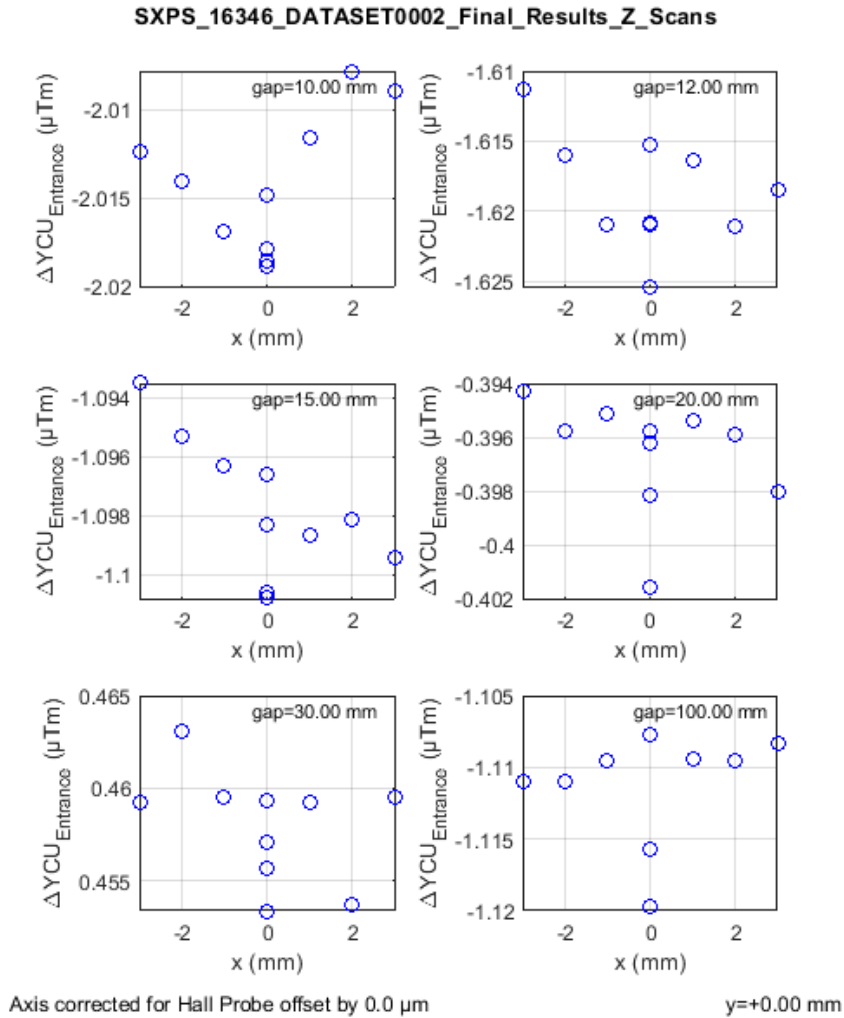 SXPS_16346_DATASET0002_Final_Results_Z_Scans
ΔYCU_Entrance (μTm)
gap=10.00 mm
-2.01
-2.015
-2.02
-2 0 2
x (mm)
ΔYCU_Entrance (μTm)
gap=12.00 mm
-1.61
-1.615
-1.62
-1.625
-2 0 2
x (mm)
ΔYCU_Entrance (μTm)
gap=15.00 mm
-1.094
-1.096
-1.098
-1.1
-2 0 2
x (mm)
ΔYCU_Entrance (μTm)
gap=20.00 mm
-0.394
-0.396
-0.398
-0.4
-0.402
-2 0 2
x (mm)
ΔYCU_Entrance (μTm)
gap=30.00 mm
0.465
0.46
0.455
-2 0 2
x (mm)
ΔYCU_Entrance (μTm)
gap=100.00 mm
-1.105
-1.11
-1.115
-1.12
-2 0 2
x (mm)
Axis corrected for Hall Probe offset by 0.0 μm
y=+0.00 mm